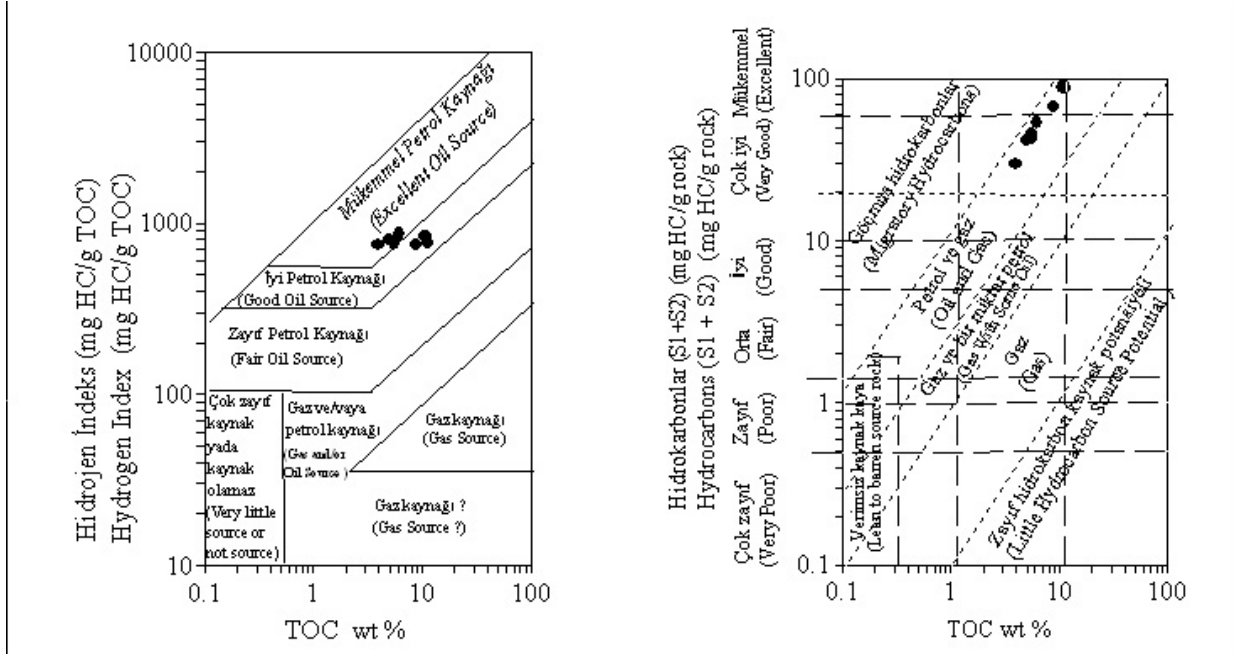 10000
1000
100
10
Hidrojen İndeks (mg HC/g TOC)
Hydrogen Index (mg HC/g TOC)
Mükemmel Petrol Kaynağı
(Excellent Oil Source)
İyi Petrol Kaynağı
(Good Oil Source)
Zayıf Petrol Kaynağı
(Fair Oil Source)
Çok zayıf
kaynak
yada
kaynak
olamaz
(Very little
source or
not source)
Gaz ve/vaya
petrol kaynağı
(Gas and/or
Oil Source)
Gaz kaynağı
(Gas Source)
Gaz kaynağı ?
(Gas Source ?)
0.1 1 10 100
TOC wt %
Hidrokarbonlar (S1+S2) (mg HC/g rock)
Hydrocarbons (S1 + S2) (mg HC/g rock)
Mükemmel
(Excellent)
Çok iyi
(Very Good)
İyi
(Good)
Orta
(Fair)
Zayıf
(Poor)
Çok zayıf
(Very Poor)
100
10
1
0.1
Göçmüş hidrokarbonlar
(Migratory Hydrocarbons)
Petrol ve gaz
(Oil and Gas)
Gaz ve bir miktar petrol
(Gas With Some Oil)
Gaz
(Gas)
Verimsiz kaynak kaya
(Lean to barren source rock)
Zayıf hidrokarbon kaynak potansiyeli
(Little Hydrocarbon Source Potential)
0.1 1 10 100
TOC wt %